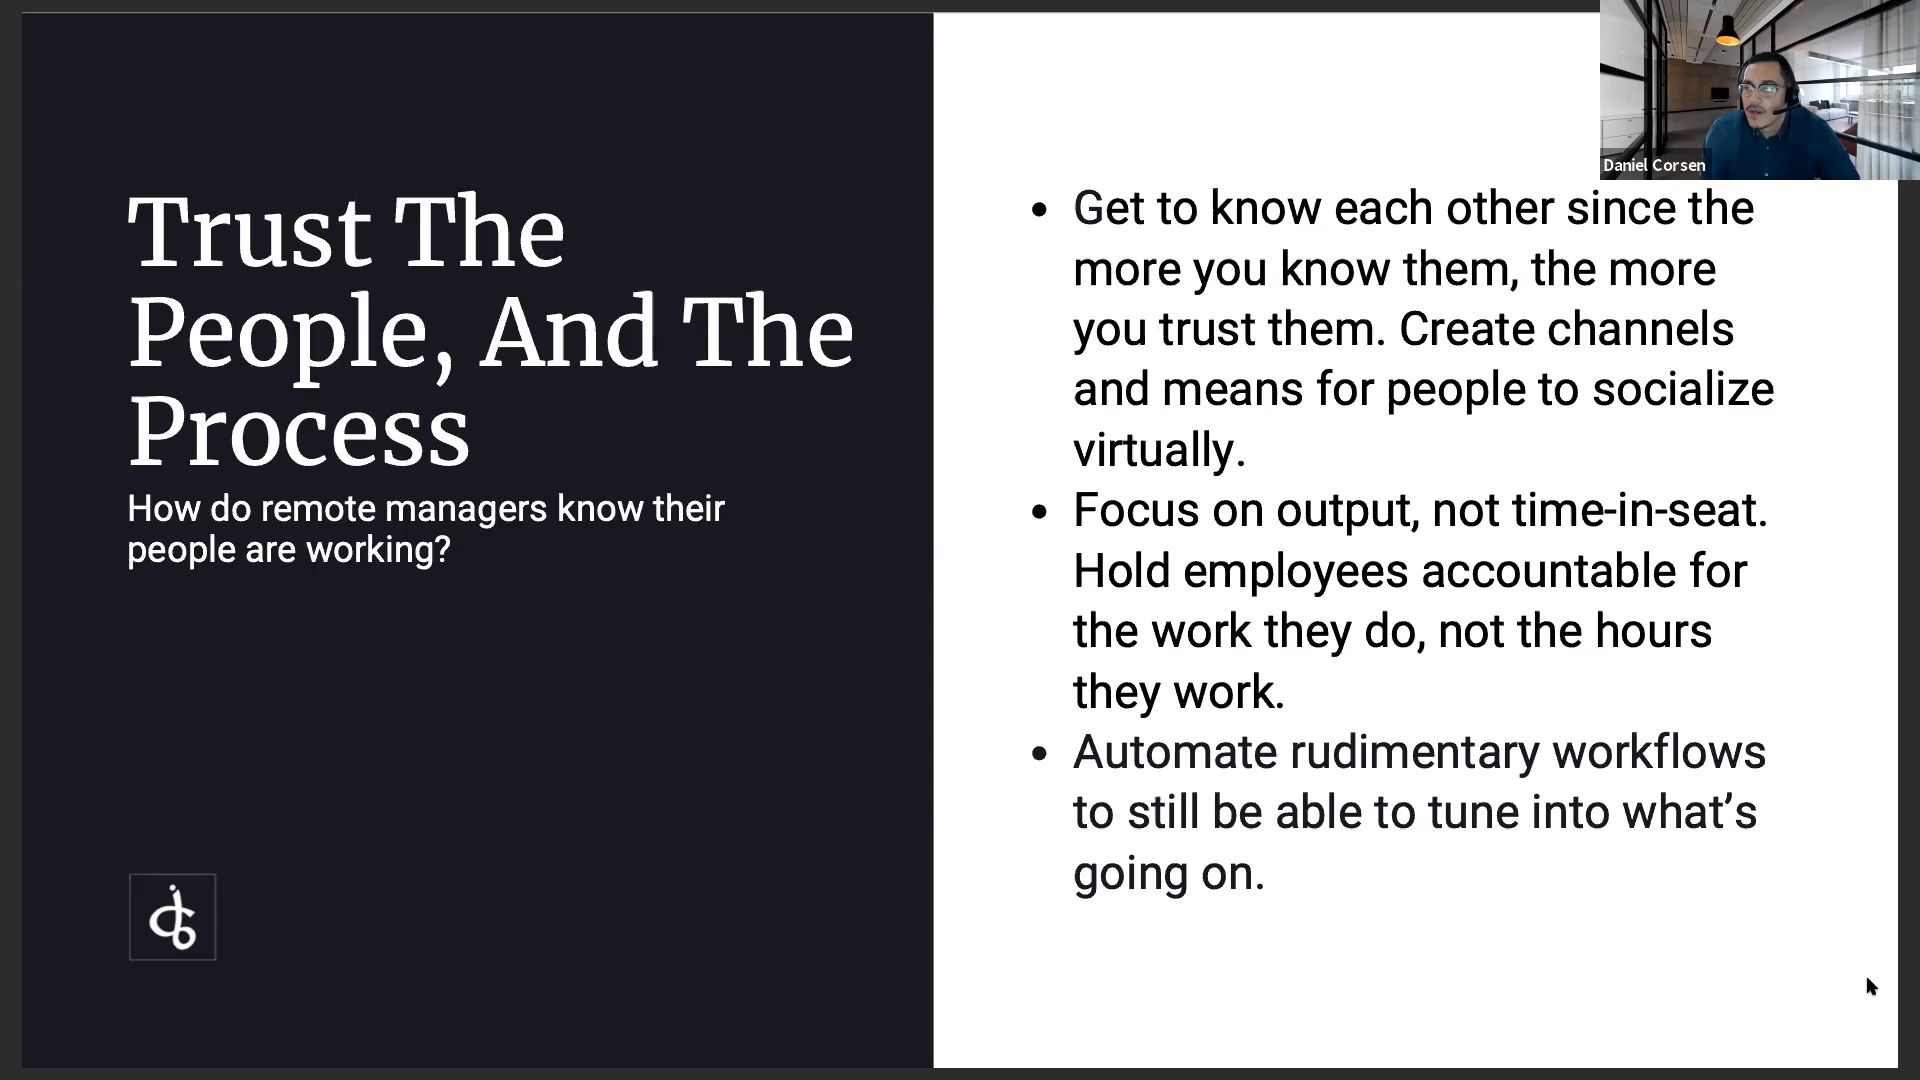 Trust The
People, And The
Process
How do remote managers know their
people are working?
Daniel Corsen
• Get to know each other since the
more you know them, the more
you trust them. Create channels
and means for people to socialize
virtually.
• Focus on output, not time-in-seat.
Hold employees accountable for
the work they do, not the hours
they work.
• Automate rudimentary workflows
to still be able to tune into what’s
going on.